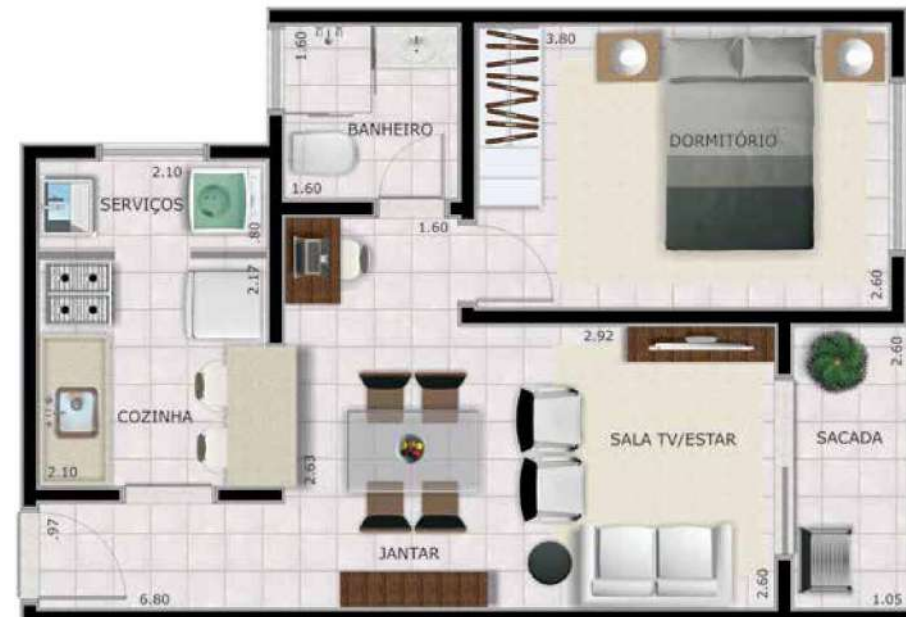 1.60
3.80
BANHEIRO
DORMITÓRIO
2.10
1.60
SERVIÇOS
.80
1.60
2.17
2.60
2.92
2.60
COZINHA
SALA TV/ESTAR
SACADA
2.10
2.63
.97
JANTAR
6.80
2.60
1.05